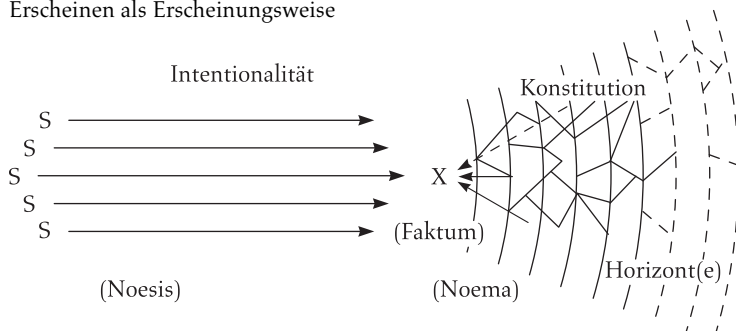 Erscheinen als Erscheinungsweise
Intentionalität
Konstitution
S
S
S
X
S
S
(Faktum)
Horizont(e)
(Noesis)
(Noema)